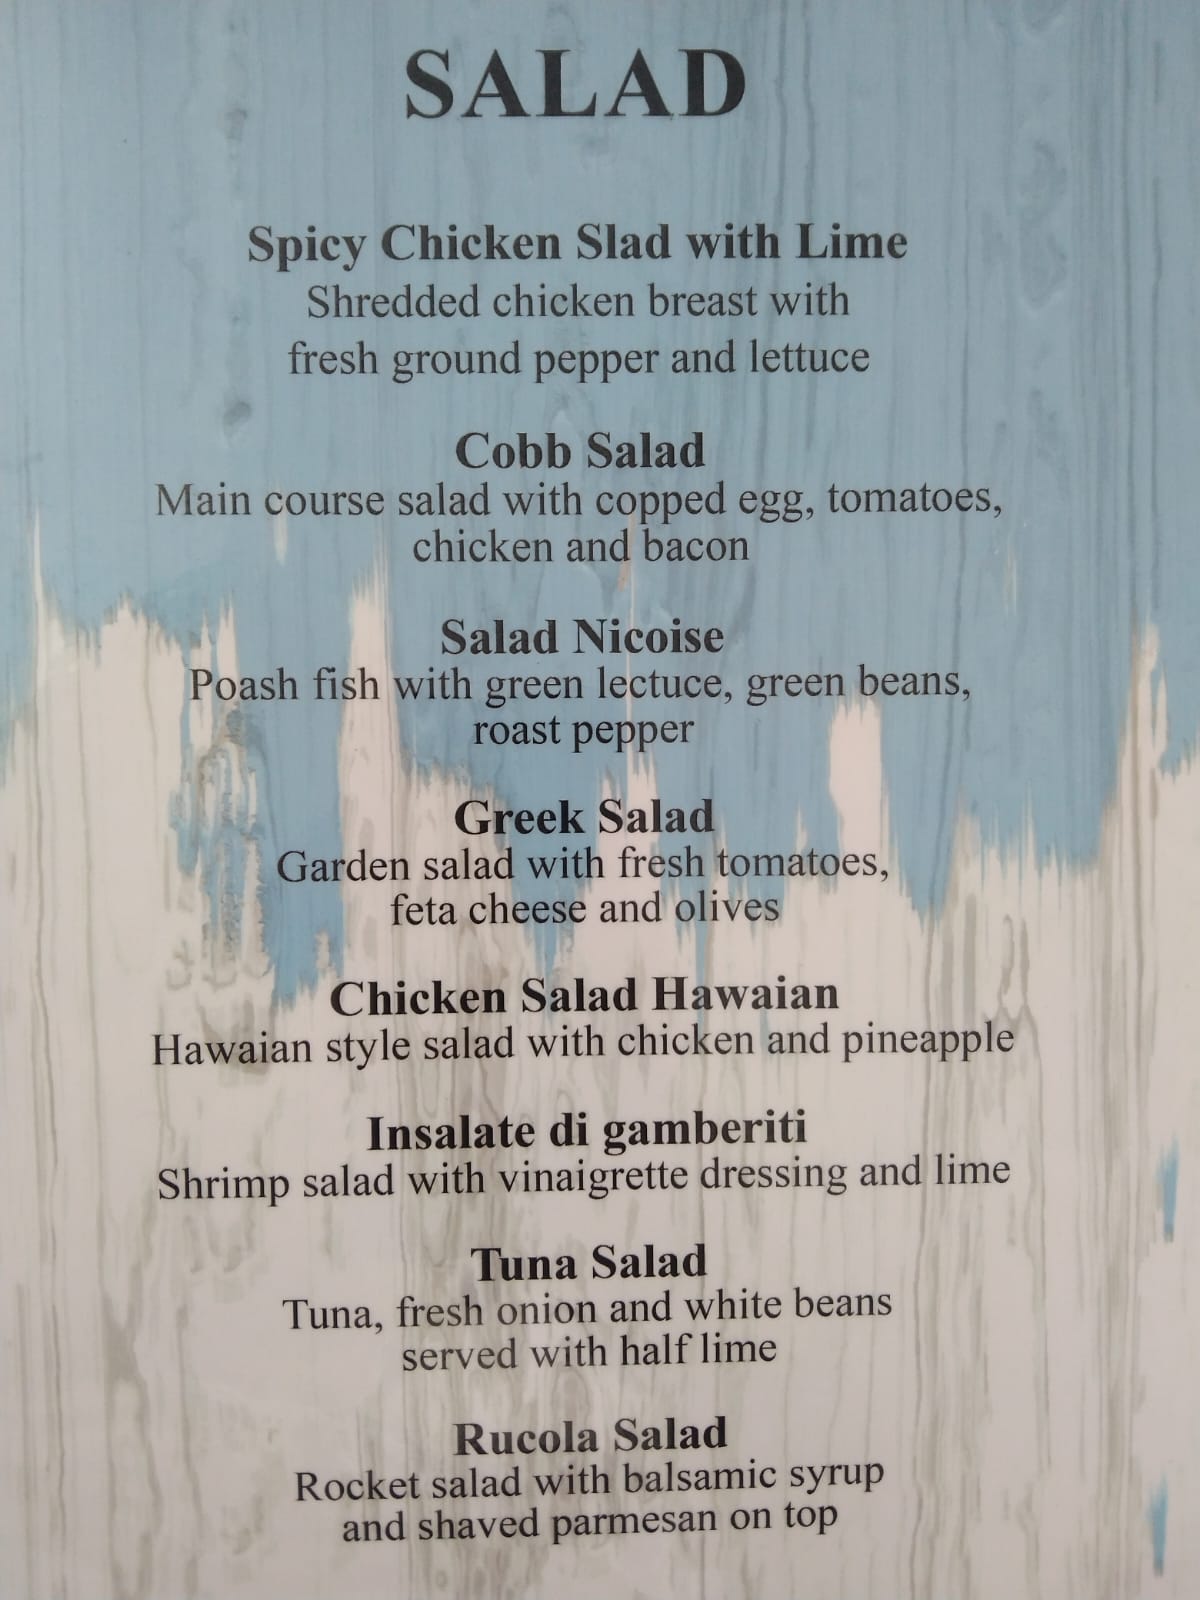 SALAD
Spicy Chicken Slad with Lime
Shredded chicken breast with
fresh ground pepper and lettuce
Cobb Salad
Main course salad with copped egg, tomatoes,
chicken and bacon
Salad Nicoise
Poash fish with green lectuce, green beans,
roast pepper
Greek Salad
Garden salad with fresh tomatoes,
feta cheese and olives
Chicken Salad Hawaian
Hawaian style salad with chicken and pineapple
Insalate di gamberiti
Shrimp salad with vinaigrette dressing and lime
Tuna Salad
Tuna, fresh onion and white beans
served with half lime
Rucola Salad
Rocket salad with balsamic syrup
and shaved parmesan on top